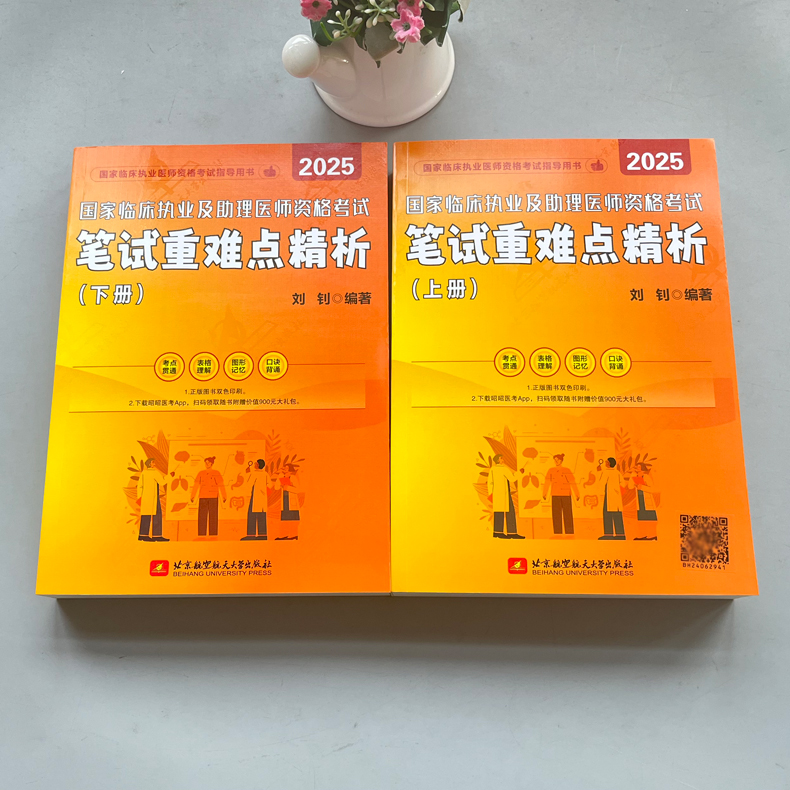 国家临床执业医师资格考试指导用书
2025
国家临床执业及助理医师资格考试
笔试重难点精析
(下册)
刘 钊◎编著
考点
贯通
表格
理解
图形
记忆
口诀
背诵
1.正版图书双色印刷。
2.下载昭昭医考App，扫码领取随书附赠价值900元大礼包。
北京航空航天大学出版社
BEIHANG UNIVERSITY PRESS
国家临床执业医师资格考试指导用书
2025
国家临床执业及助理医师资格考试
笔试重难点精析
(上册)
刘 钊◎编著
考点
贯通
表格
理解
图形
记忆
口诀
背诵
1.正版图书双色印刷。
2.下载昭昭医考App，扫码领取随书附赠价值900元大礼包。
北京航空航天大学出版社
BEIHANG UNIVERSITY PRESS
BH24062941